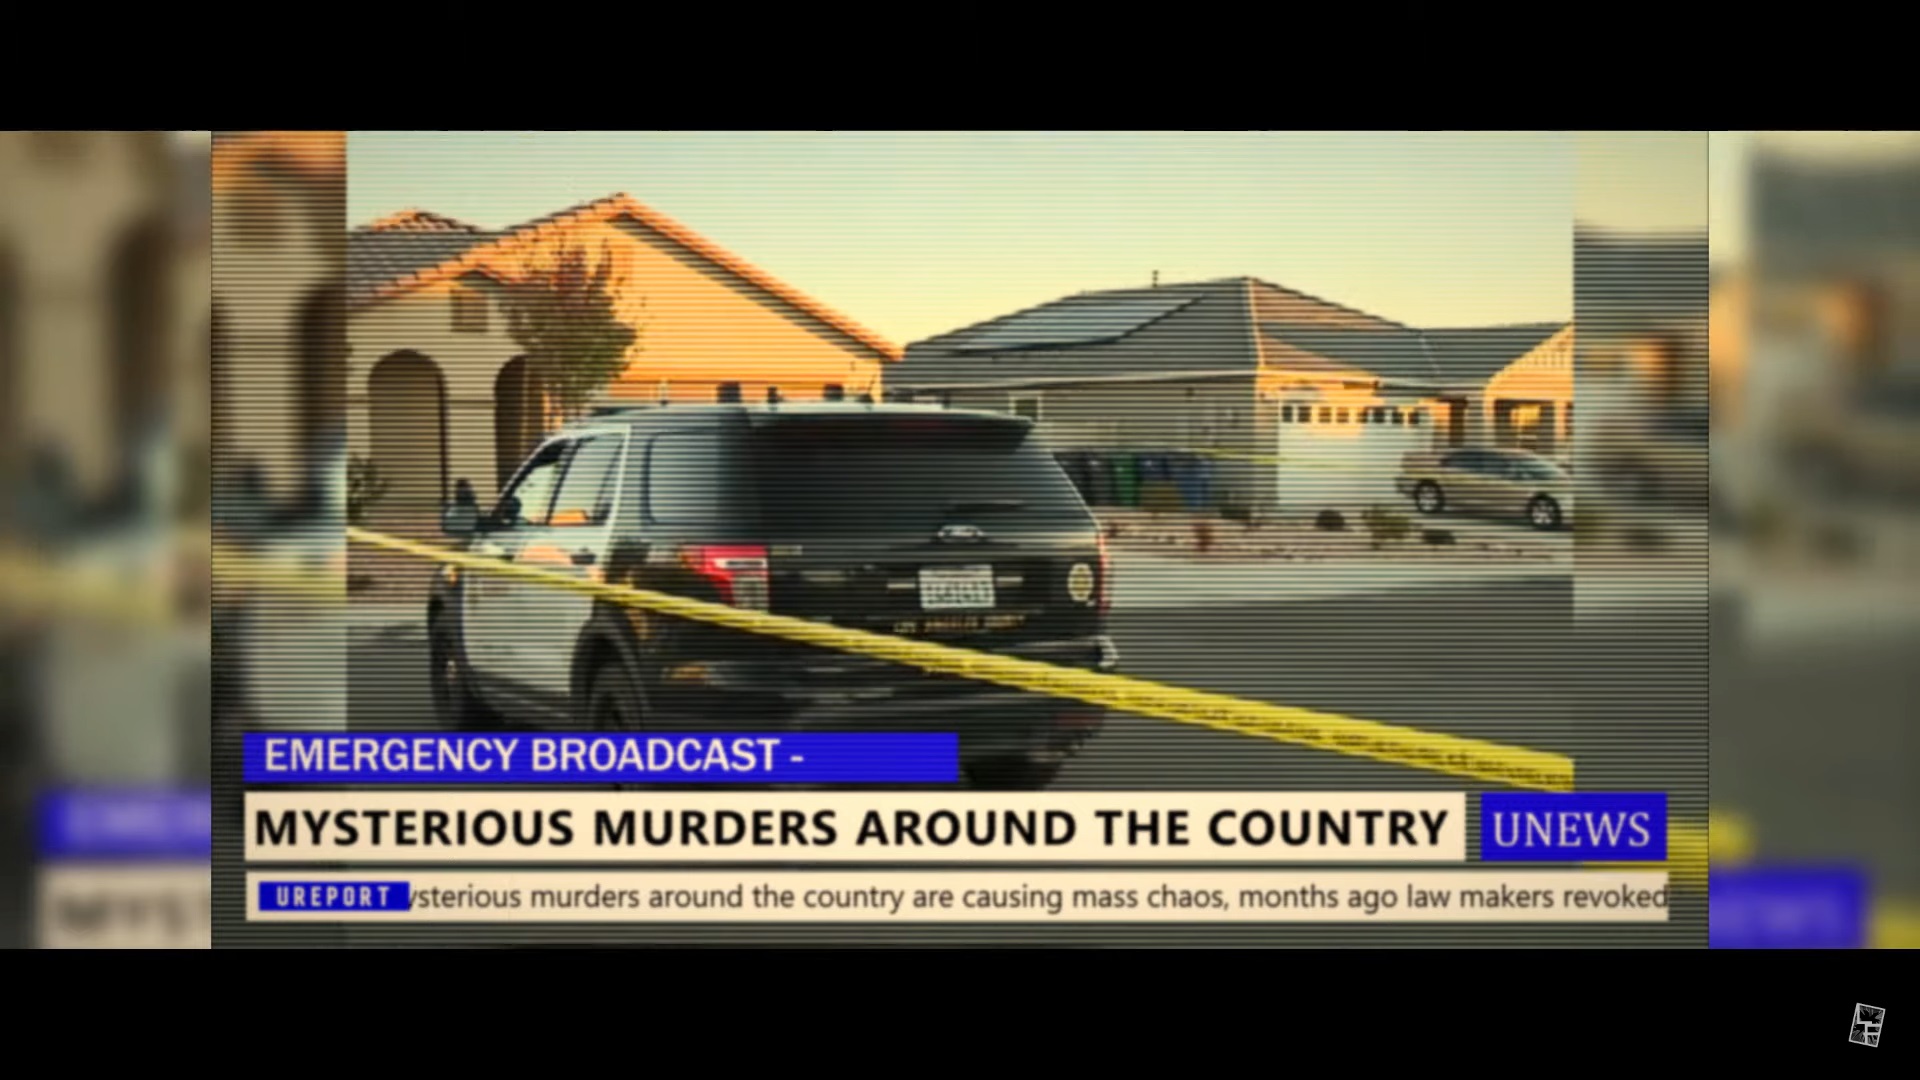 EMERGENCY BROADCAST -
MYSTERIOUS MURDERS AROUND THE COUNTRY
UNEWS
UREPORT
ysterious murders around the country are causing mass chaos, months ago law makers revoked